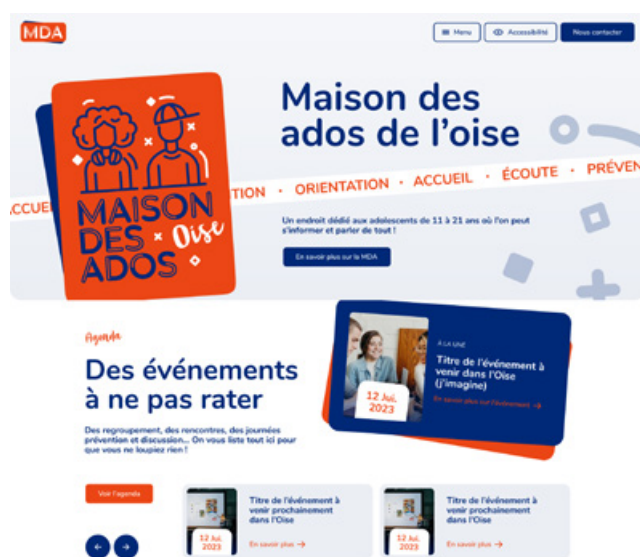 MDA
Menu
Accessibilité
Nous contacter
Maison des
ados de l'oise
ACCUEI
TION · ORIENTATION · ACCUEIL · ÉCOUTE · PRÉVEN
MAISON
DES
Oise
ADOS
Un endroit dédié aux adolescents de 11 à 21 ans où l'on peut
s'informer et parler de tout !
En savoir plus sur la MDA
Agenda
Des événements
à ne pas rater
Des regroupement, des rencontres, des journées
prévention et discussion... On vous liste tout ici pour
que vous ne loupiez rien !
Voir l'agenda
À LA UNE
Titre de l'événement à
venir dans l'Oise
(j'imagine)
En savoir plus sur l'événement →
12 Jui.
2023
Titre de l'événement à
venir prochainement
dans l'Oise
En savoir plus →
12 Jui.
2023
Titre de l'événement à
venir prochainement
dans l'Oise
En savoir plus →
12 Jui.
2023